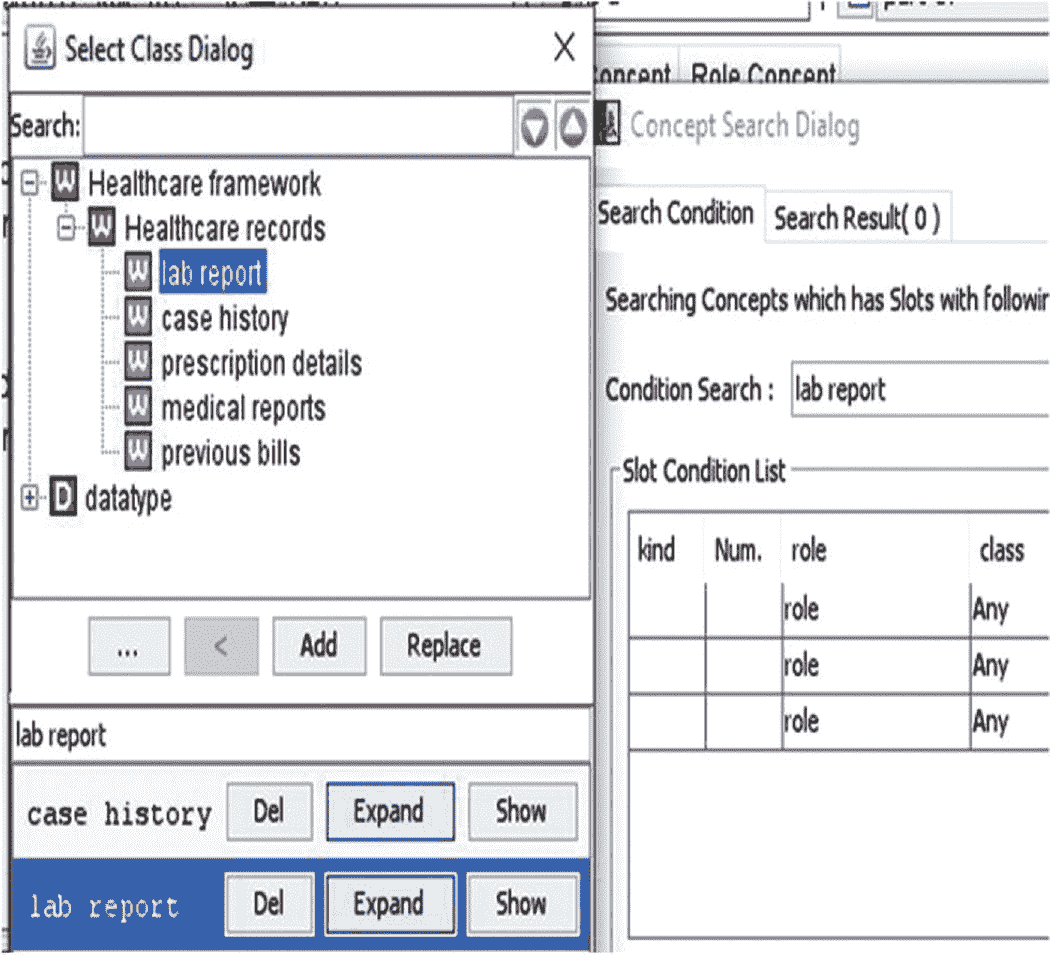 Select Class Dialog
Search:
Healthcare framework
Healthcare records
lab report
case history
prescription details
medical reports
previous bills
datatype
...
<
Add
Replace
lab report
case history
Del
Expand
Show
lab report
Del
Expand
Show
Role Concept
Concept Search Dialog
Search Condition
Search Result( 0 )
Searching Concepts which has Slots with
Condition Search :
lab report
Slot Condition List
kind Num. role class
role Any
role Any
role Any